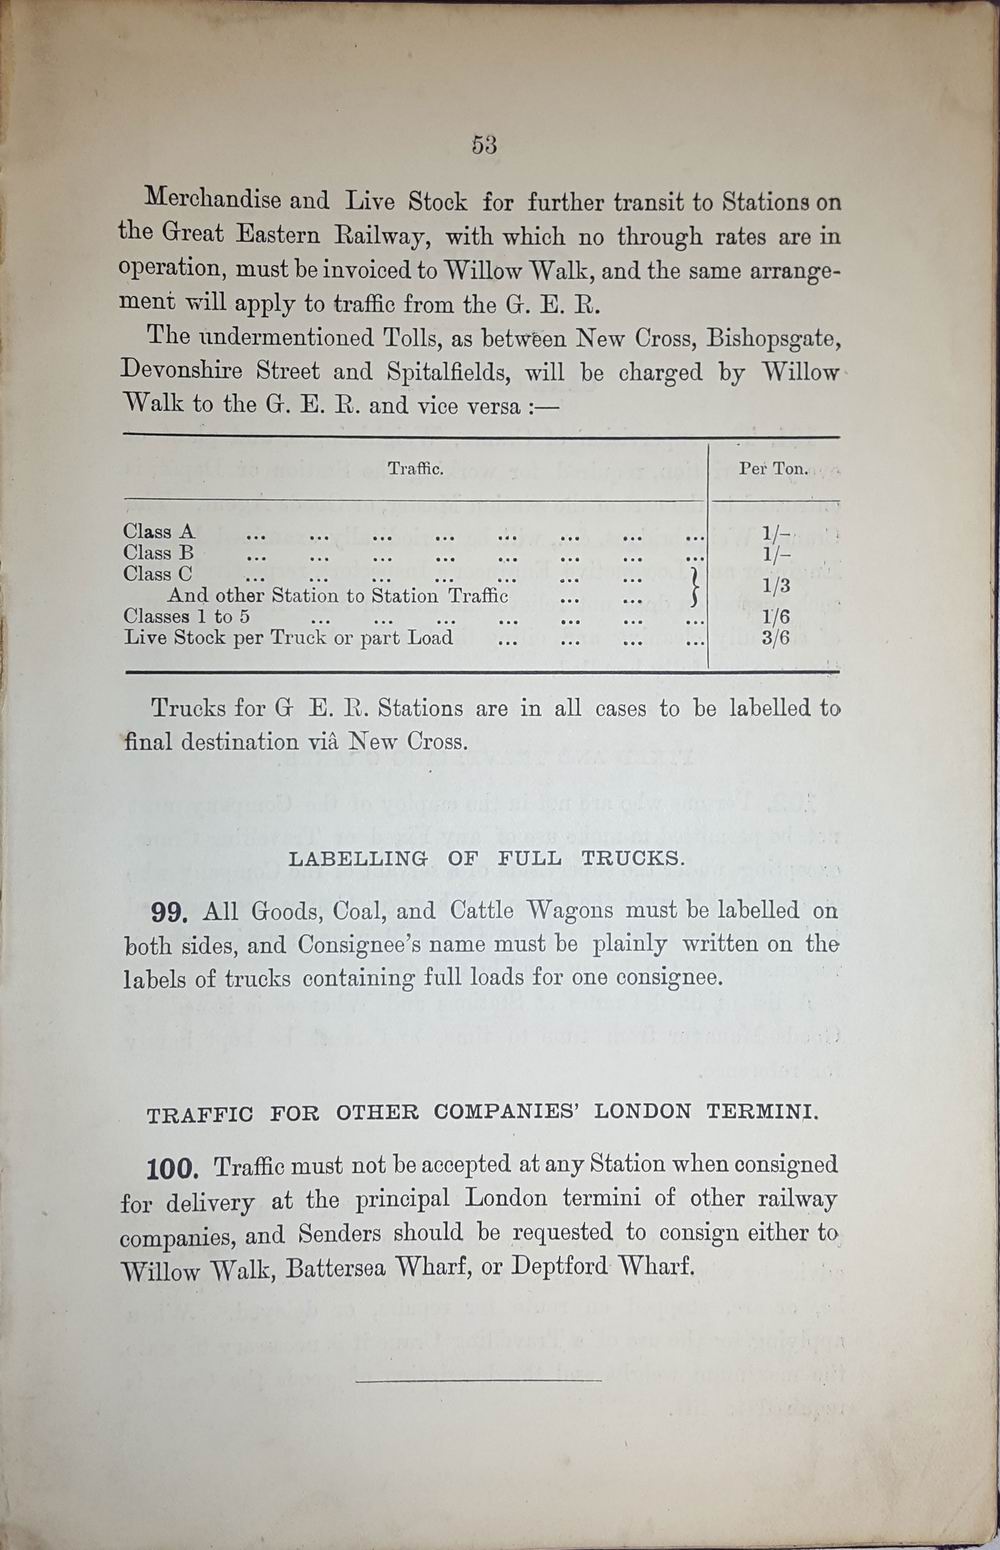 53
Merchandise and Live Stock for further transit to Stations on
the Great Eastern Railway, with which no through rates are in
operation, must be invoiced to Willow Walk, and the same arrange-
ment will apply to traffic from the G. E. R.
The undermentioned Tolls, as between New Cross, Bishopsgate,
Devonshire Street and Spitalfields, will be charged by Willow
Walk to the G. E. R. and vice versa :—
Traffic. Per Ton.
Class A ... ... ... ... ... ... ... ... 1/-
Class B ... ... ... ... ... ... ... ... 1/-
Class C ... ... ... ... ... ... ...
And other Station to Station Traffic ... ... } 1/3
Classes 1 to 5 ... ... ... ... ... ... ... 1/6
Live Stock per Truck or part Load ... ... ... ... 3/6
Trucks for G E. R. Stations are in all cases to be labelled to
final destination viâ New Cross.
LABELLING OF FULL TRUCKS.
99. All Goods, Coal, and Cattle Wagons must be labelled on
both sides, and Consignee's name must be plainly written on the
labels of trucks containing full loads for one consignee.
TRAFFIC FOR OTHER COMPANIES' LONDON TERMINI.
100. Traffic must not be accepted at any Station when consigned
for delivery at the principal London termini of other railway
companies, and Senders should be requested to consign either to
Willow Walk, Battersea Wharf, or Deptford Wharf.